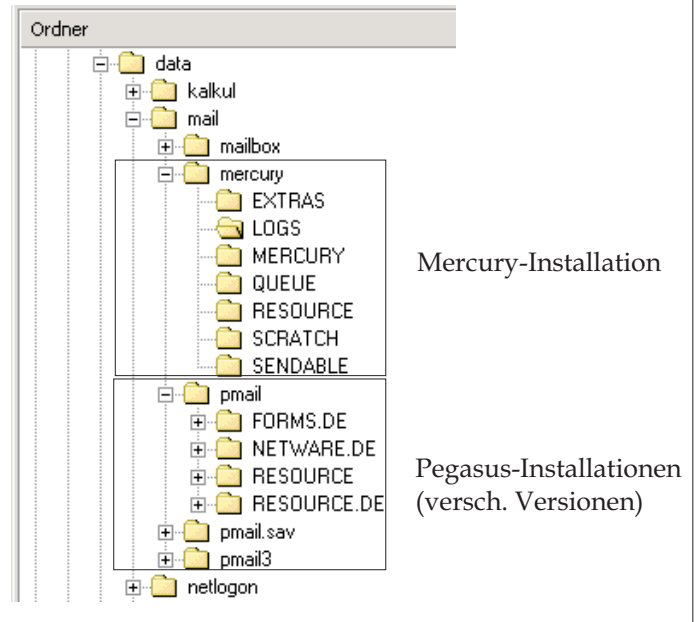 Ordner
data
kalkul
mail
mailbox
mercury
EXTRAS
LOGS
MERCURY
QUEUE
RESOURCE
SCRATCH
SENDABLE
Mercury-Installation
pmail
FORMS.DE
NETWARE.DE
RESOURCE
RESOURCE.DE
pmail.sav
pmail3
Pegasus-Installationen
(versch. Versionen)
netlogon